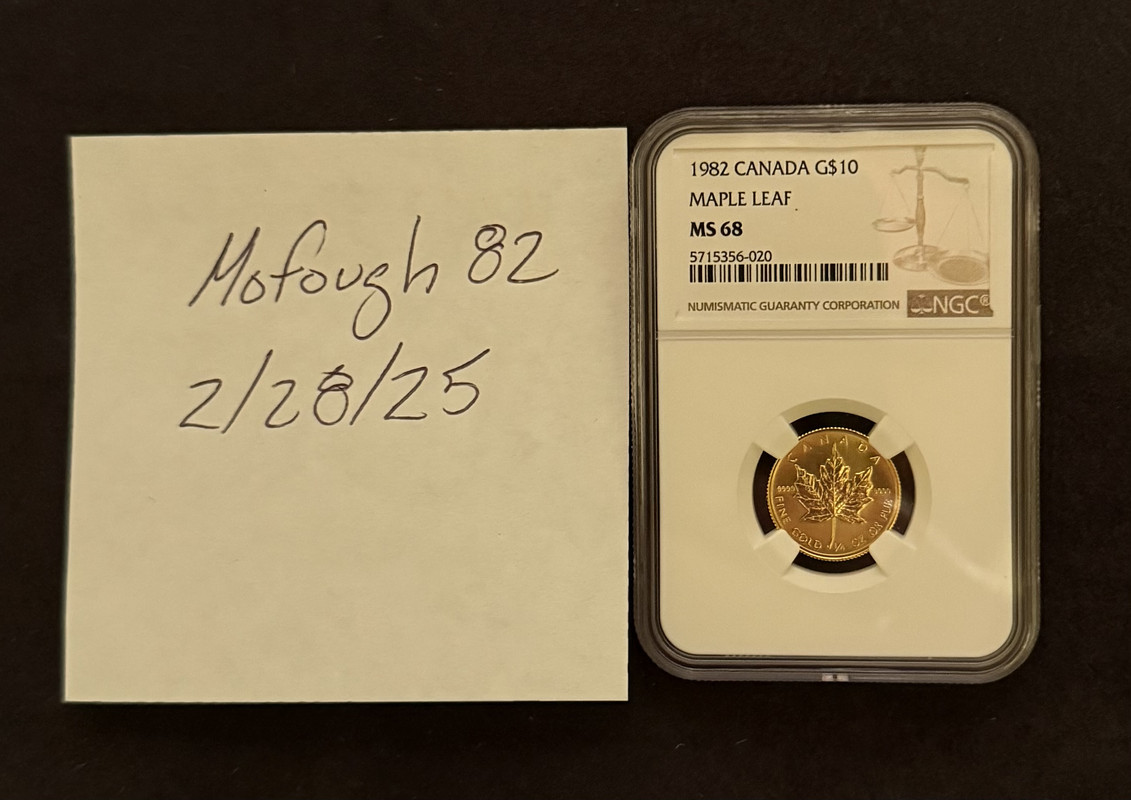 Mofough 82
2/28/25
1982 CANADA G$10
MAPLE LEAF
MS 68
5715356-020
NUMISMATIC GUARANTY CORPORATION NGC®
CANADA
9999 9999
FINE GOLD 1/4 OZ OR PUR